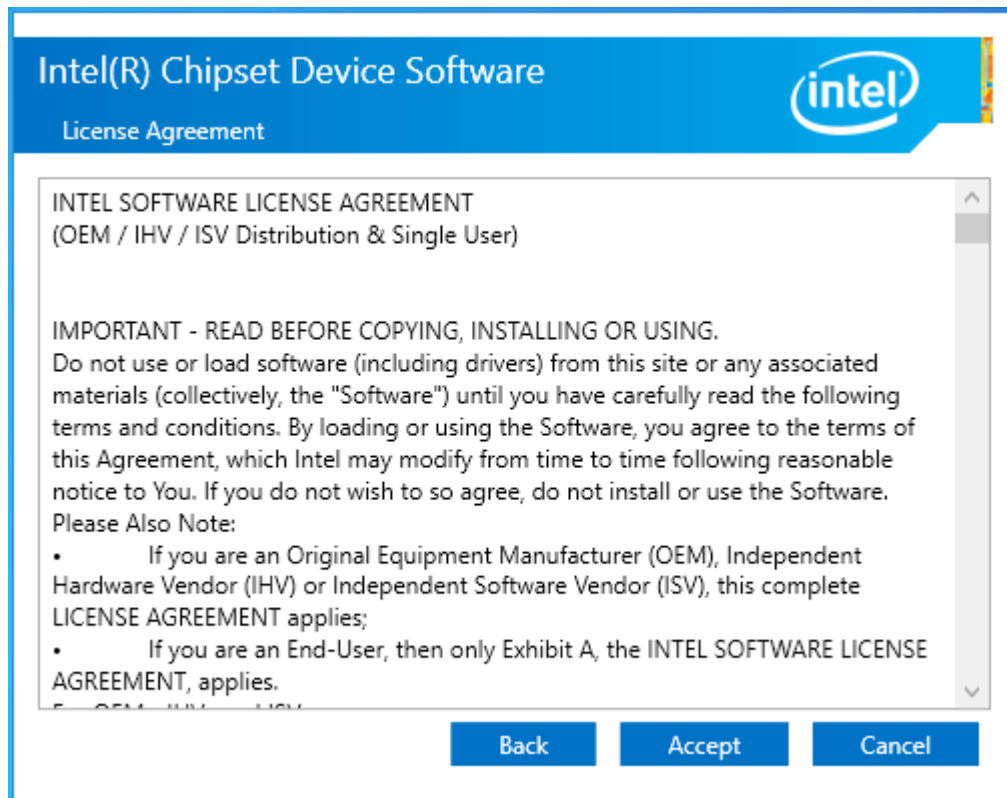 Intel(R) Chipset Device Software
intel
License Agreement
INTEL SOFTWARE LICENSE AGREEMENT
(OEM / IHV / ISV Distribution & Single User)
IMPORTANT - READ BEFORE COPYING, INSTALLING OR USING.
Do not use or load software (including drivers) from this site or any associated
materials (collectively, the "Software") until you have carefully read the following
terms and conditions. By loading or using the Software, you agree to the terms of
this Agreement, which Intel may modify from time to time following reasonable
notice to You. If you do not wish to so agree, do not install or use the Software.
Please Also Note:
• If you are an Original Equipment Manufacturer (OEM), Independent
Hardware Vendor (IHV) or Independent Software Vendor (ISV), this complete
LICENSE AGREEMENT applies;
• If you are an End-User, then only Exhibit A, the INTEL SOFTWARE LICENSE
AGREEMENT, applies.
Back
Accept
Cancel